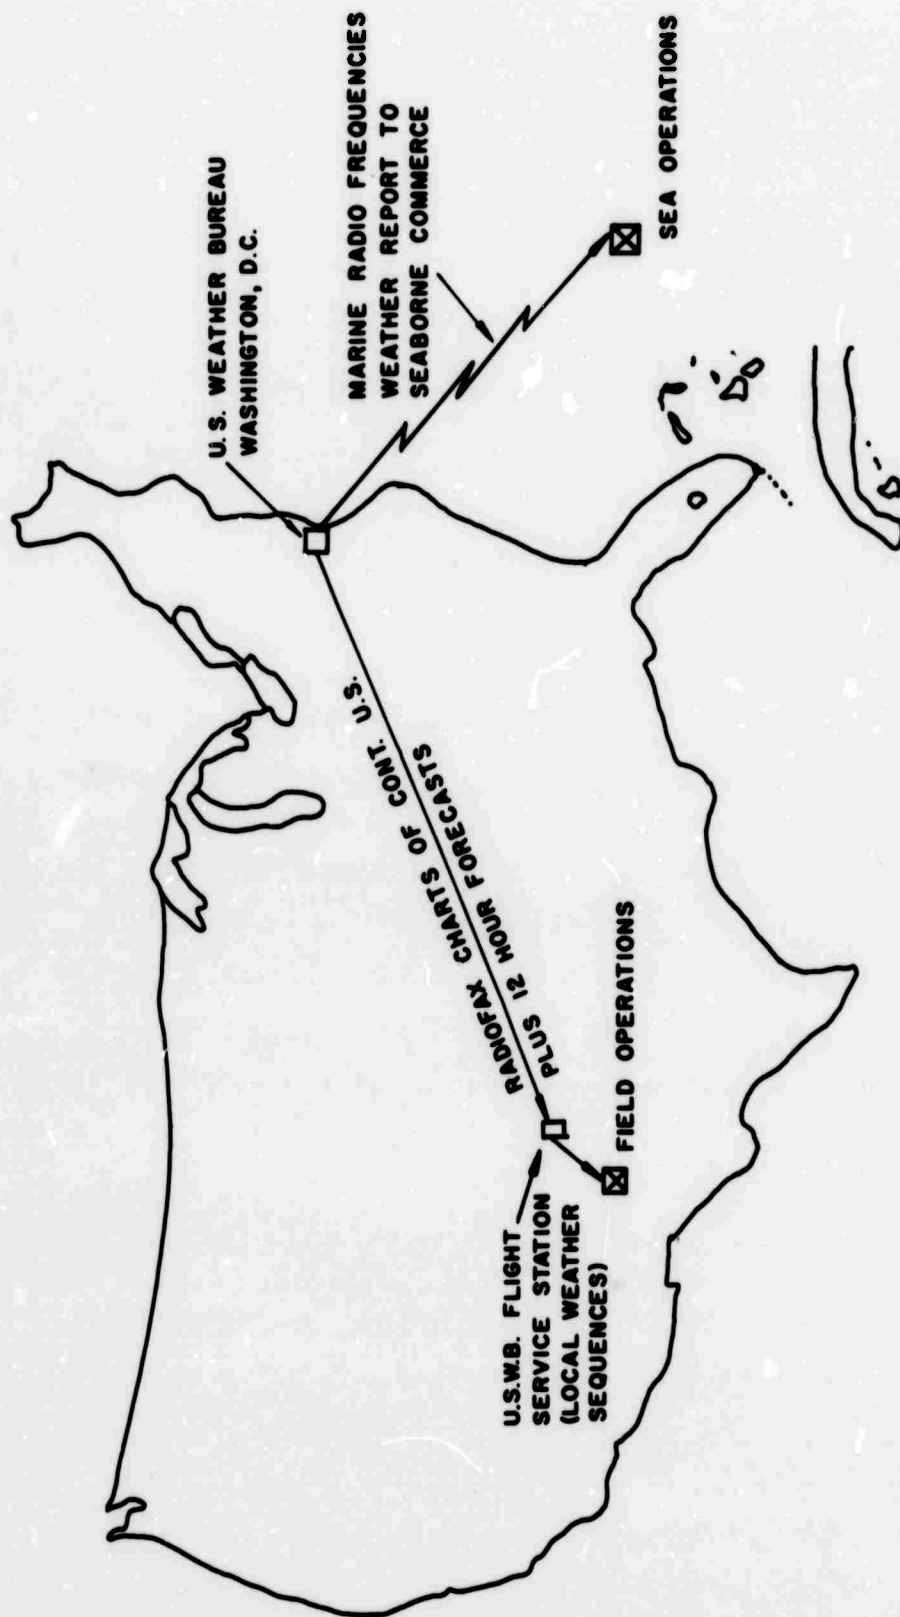 U.S. WEATHER BUREAU
WASHINGTON, D.C.
MARINE RADIO FREQUENCIES
WEATHER REPORT TO
SEABORNE COMMERCE
SEA OPERATIONS
RADIOFAX CHARTS OF CONT. U.S.
PLUS 12 HOUR FORECASTS
U.S.W.B. FLIGHT
SERVICE STATION
(LOCAL WEATHER
SEQUENCES)
FIELD OPERATIONS